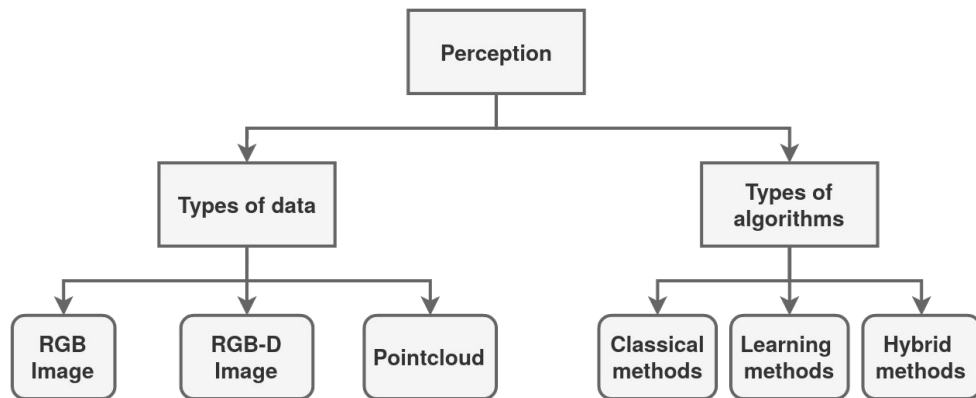 Perception
Types of data
Types of
algorithms
RGB
Image
RGB-D
Image
Pointcloud
Classical
methods
Learning
methods
Hybrid
methods